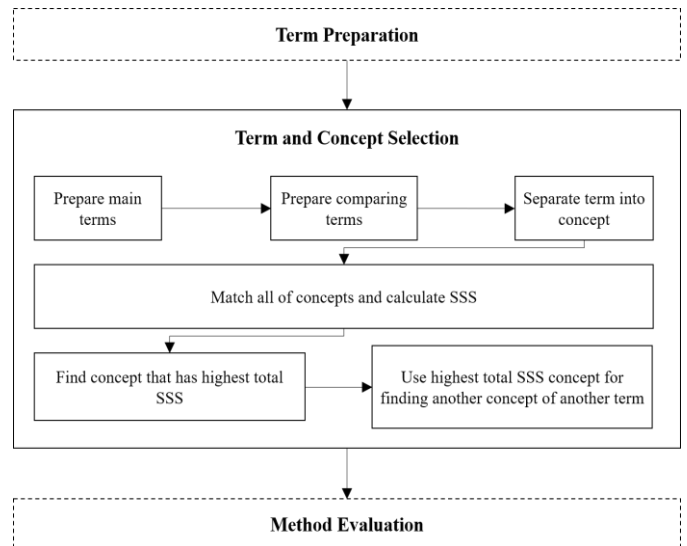 Term Preparation
Term and Concept Selection
Prepare main
terms
Prepare comparing
terms
Separate term into
concept
Match all of concepts and calculate SSS
Find concept that has highest total
SSS
Use highest total SSS concept for
finding another concept of another term
Method Evaluation